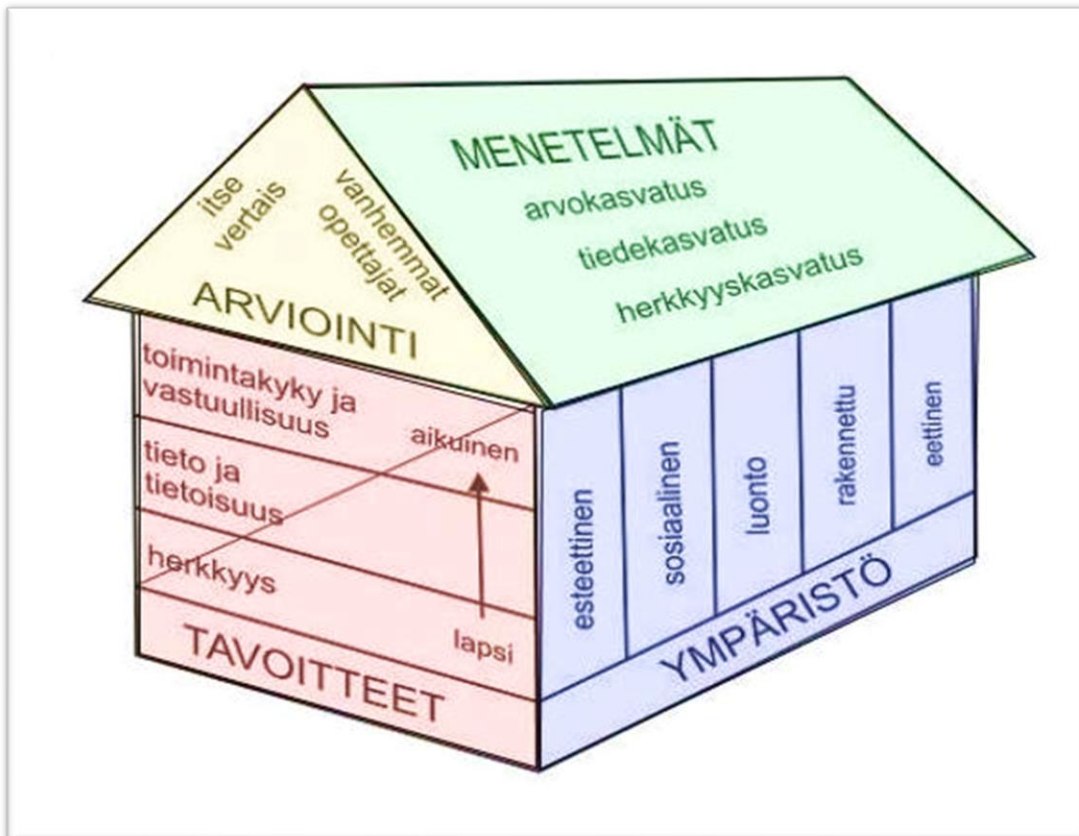 MENETELMÄT
arvokasvatus
tiedekasvatus
herkkyyskasvatus
itse
vertais
vanhemmat
opettajat
ARVIOINTI
toimintakyky ja
vastuullisuus
aikuinen
tieto ja
tietoisuus
herkkyys
lapsi
TAVOITTEET
esteettinen
sosiaalinen
luonto
rakennettu
eettinen
YMPÄRISTÖ